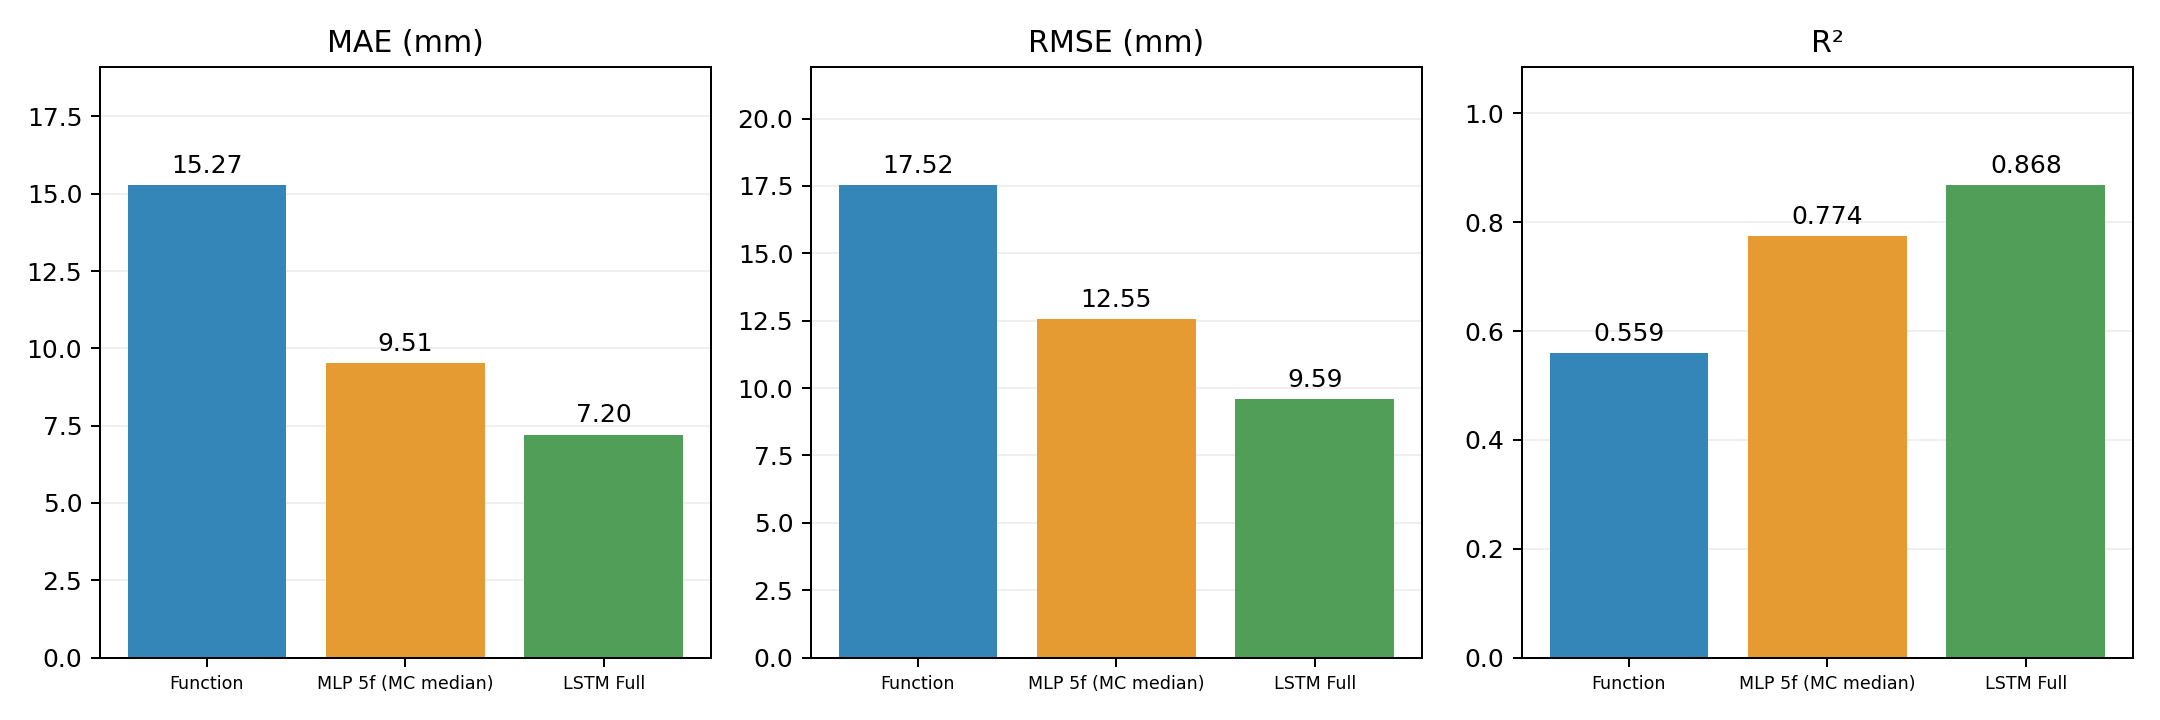 MAE (mm)
17.5
15.0
12.5
10.0
7.5
5.0
2.5
0.0
15.27
9.51
7.20
Function
MLP 5f (MC median)
LSTM Full
RMSE (mm)
20.0
17.5
15.0
12.5
10.0
7.5
5.0
2.5
0.0
17.52
12.55
9.59
Function
MLP 5f (MC median)
LSTM Full
R²
1.0
0.8
0.6
0.4
0.2
0.0
0.559
0.774
0.868
Function
MLP 5f (MC median)
LSTM Full